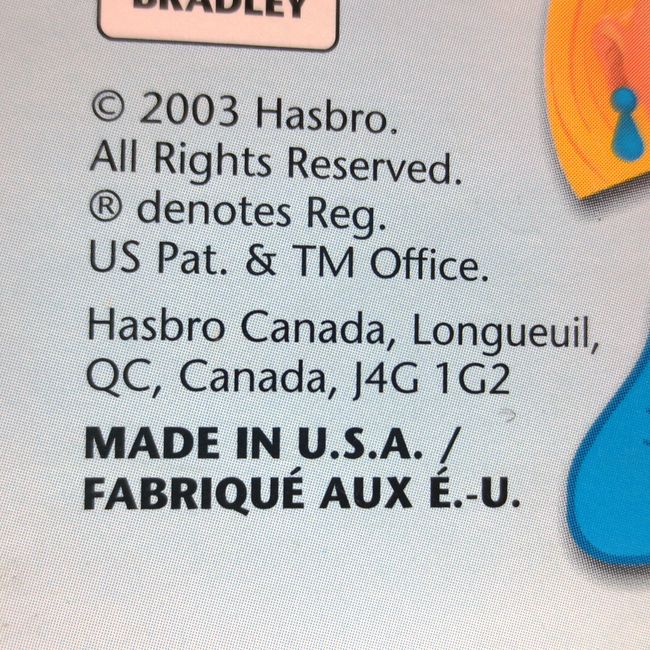 BRADLEY
© 2003 Hasbro.
All Rights Reserved.
® denotes Reg.
US Pat. & TM Office.
Hasbro Canada, Longueuil,
QC, Canada, J4G 1G2
MADE IN U.S.A. /
FABRIQUÉ AUX É.-U.